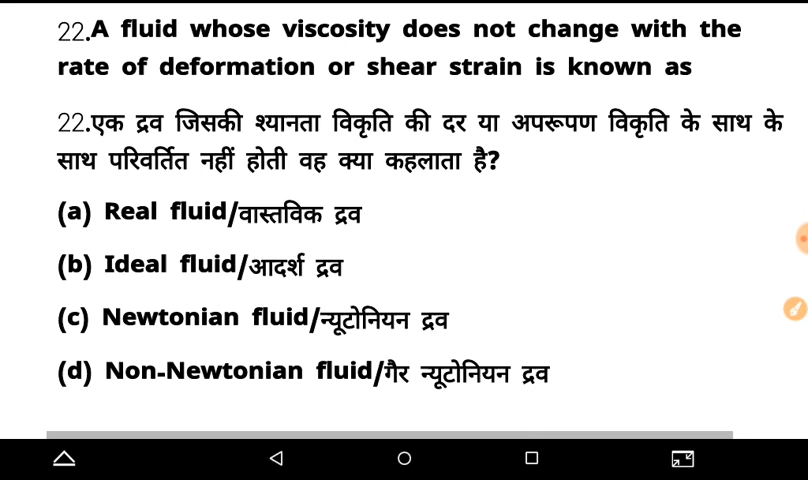 22.A fluid whose viscosity does not change with the
rate of deformation or shear strain is known as
22.एक द्रव जिसकी श्यानता विकृति की दर या अपरूपण विकृति के साथ के
साथ परिवर्तित नहीं होती वह क्या कहलाता है?
(a) Real fluid/वास्तविक द्रव
(b) Ideal fluid/आदर्श द्रव
(c) Newtonian fluid/न्यूटोनियन द्रव
(d) Non-Newtonian fluid/गैर न्यूटोनियन द्रव